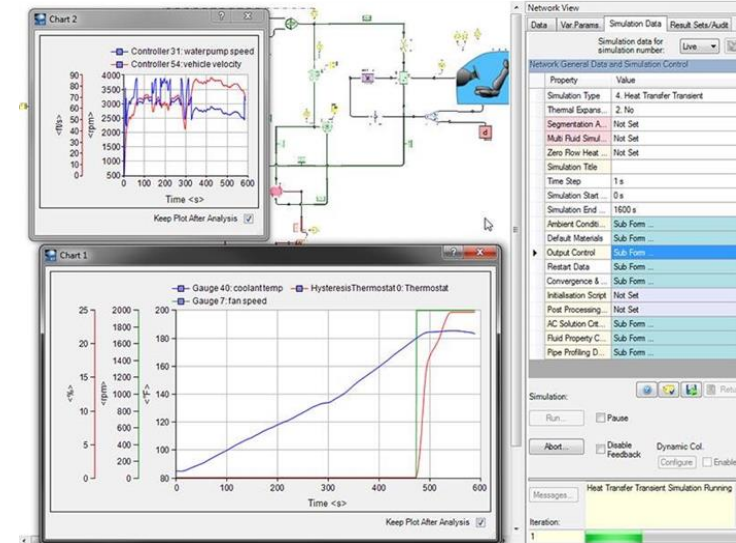 Chart 2
Controller 31: waterpump speed
Controller 54: vehicle velocity
90
80
70
60
50
40
30
20
10
0
<ft/s>
4000
3500
3000
2500
2000
1500
1000
500
<rpm>
0 100 200 300 400 500 600
Time <s>
Keep Plot After Analysis
Chart 1
Gauge 40: coolant temp
HysteresisThermostat 0: Thermostat
Gauge 7: fan speed
25
20
15
10
5
0
<%>
2000
1800
1600
1400
1200
1000
800
600
400
200
0
<rpm>
200
180
160
140
120
100
80
<°F>
0 100 200 300 400 500 600
Time <s>
Keep Plot After Analysis
d
Network View
Data Var.Params. Simulation Data Result Sets/Audit
Simulation data for
simulation number: Live
Network General Data and Simulation Control
Property Value
Simulation Type 4. Heat Transfer Transient
Thermal Expans... 2. No
Segmentation A... Not Set
Multi Fluid Simul... Not Set
Zero Flow Heat ... Not Set
Simulation Title
Time Step 1 s
Simulation Start ... 0 s
Simulation End ... 1600 s
Ambient Conditi... Sub Form ...
Default Materials Sub Form ...
Output Control Sub Form ...
Restart Data Sub Form ...
Convergence & ... Sub Form ...
Initialisation Script Not Set
Post Processing... Not Set
AC Solution Crit... Sub Form ...
Fluid Property C... Sub Form ...
Pipe Profiling D... Sub Form ...
Simulation:
Run... Pause
Abort... Disable
Feedback
Dynamic Col.
Configure Enable
Messages... Heat Transfer Transient Simulation Running
Iteration:
1